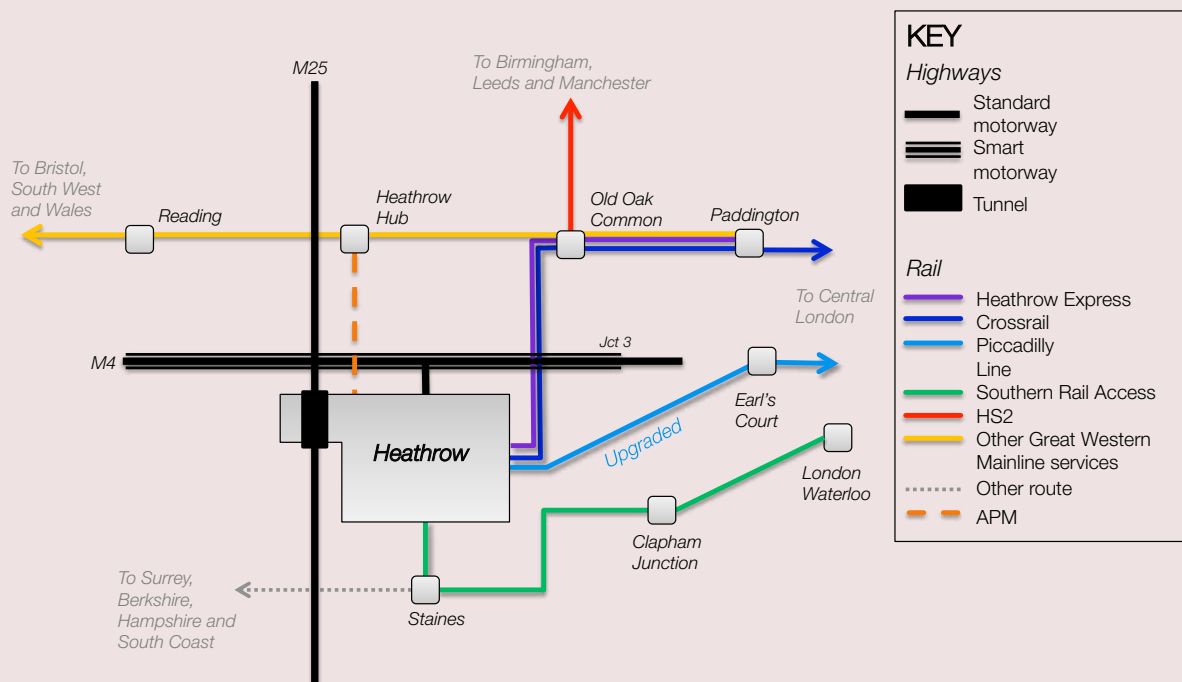 M25
To Birmingham,
Leeds and Manchester
To Bristol,
South West
and Wales
Reading
Heathrow
Hub
Old Oak
Common
Paddington
To Central
London
M4
Jct 3
Earl's
Court
Heathrow
Upgraded
London
Waterloo
Clapham
Junction
To Surrey,
Berkshire,
Hampshire and
South Coast
Staines
KEY
Highways
Standard
motorway
Smart
motorway
Tunnel
Rail
Heathrow Express
Crossrail
Piccadilly
Line
Southern Rail Access
HS2
Other Great Western
Mainline services
Other route
APM